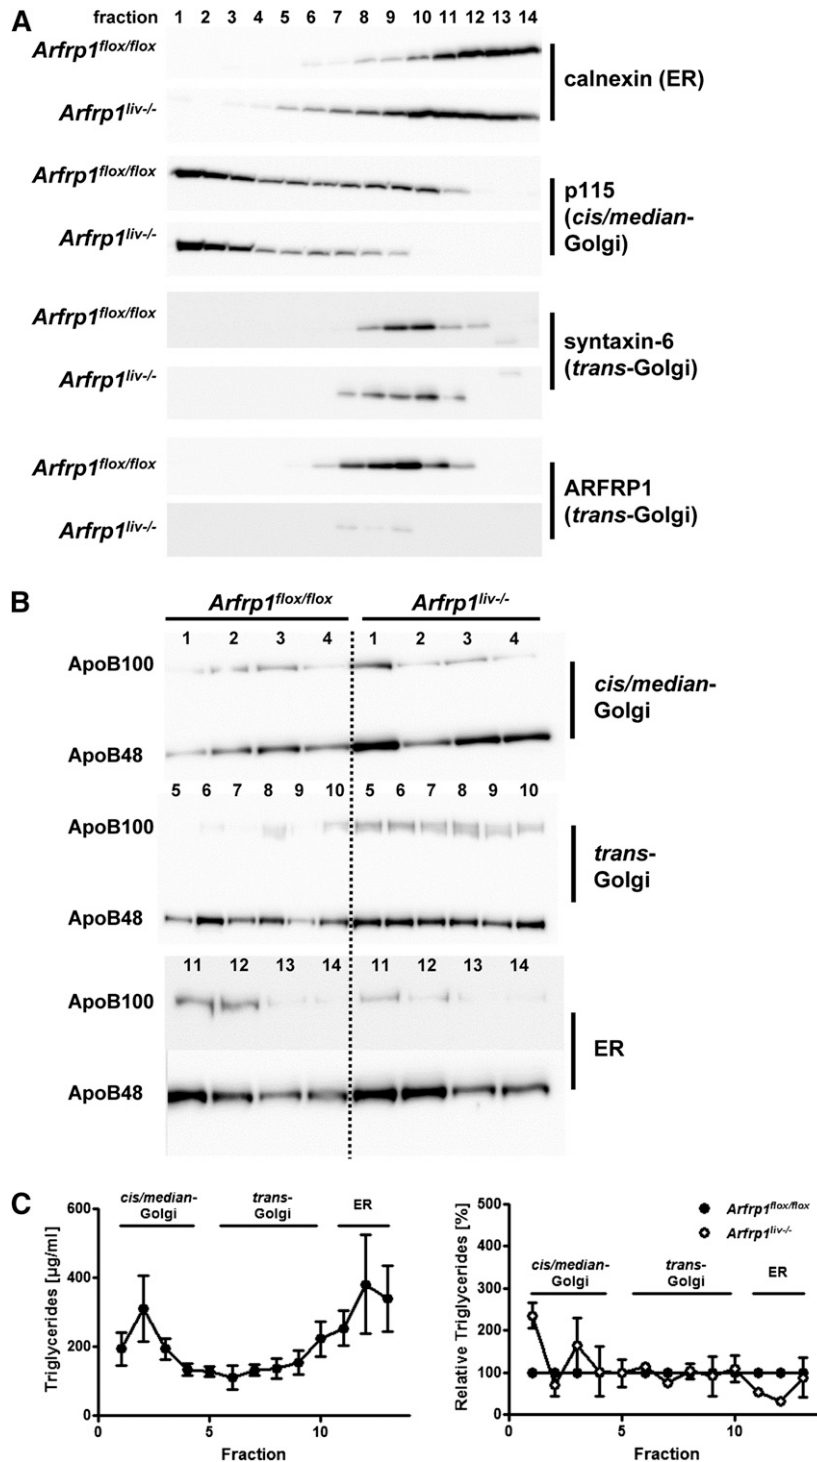 A
fraction 1 2 3 4 5 6 7 8 9 10 11 12 13 14
Arfrp1flox/flox
Arfrp1liv-/-
calnexin (ER)
Arfrp1flox/flox
Arfrp1liv-/-
p115
(cis/median-
Golgi)
Arfrp1flox/flox
Arfrp1liv-/-
syntaxin-6
(trans-Golgi)
Arfrp1flox/flox
Arfrp1liv-/-
ARFRP1
(trans-Golgi)
B
Arfrp1flox/flox Arfrp1liv-/-
1 2 3 4 1 2 3 4
ApoB100
ApoB48
cis/median-
Golgi
5 6 7 8 9 10 5 6 7 8 9 10
ApoB100
ApoB48
trans-
Golgi
11 12 13 14 11 12 13 14
ApoB100
ApoB48
ER
C
Triglycerides [µg/ml]
600
400
200
0
cis/median-
Golgi
trans-
Golgi
ER
0 5 10
Fraction
Relative Triglycerides [%]
500
400
300
200
100
0
Arfrp1flox/flox
Arfrp1liv-/-
cis/median-
Golgi
trans-
Golgi
ER
0 5 10
Fraction